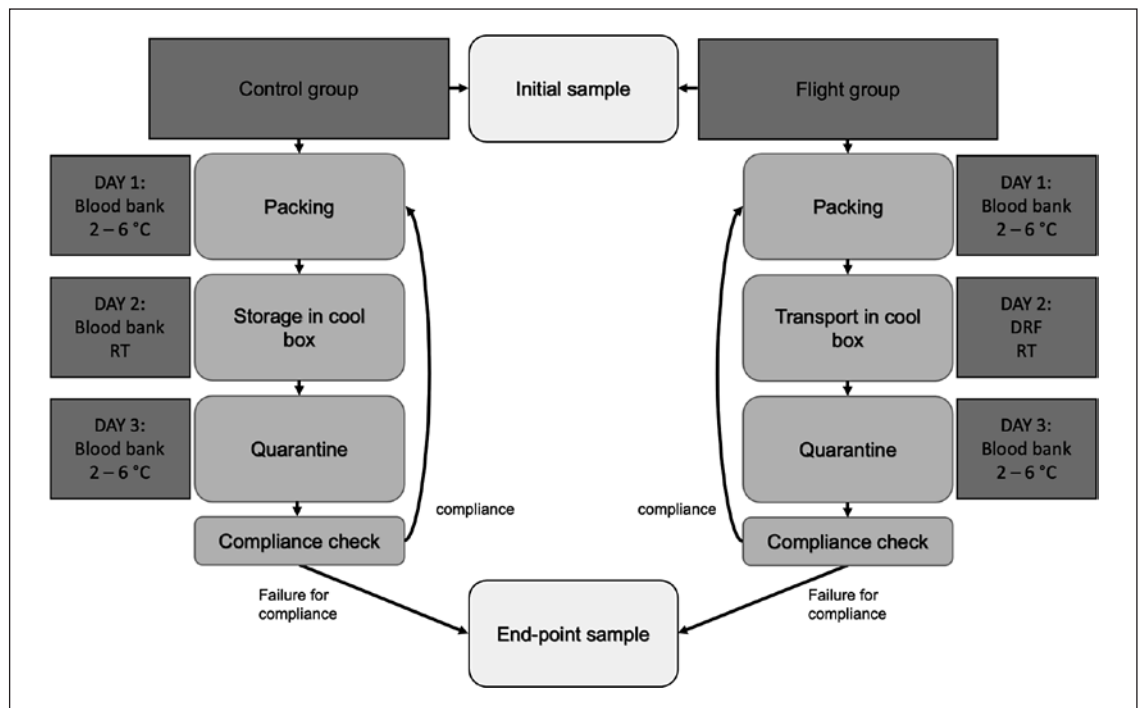 Control group
Initial sample
Flight group
DAY 1:
Blood bank
2 – 6 °C
Packing
Packing
DAY 1:
Blood bank
2 – 6 °C
DAY 2:
Blood bank
RT
Storage in cool
box
Transport in cool
box
DAY 2:
DRF
RT
DAY 3:
Blood bank
2 – 6 °C
Quarantine
Quarantine
DAY 3:
Blood bank
2 – 6 °C
compliance
compliance
Compliance check
Compliance check
Failure for
compliance
Failure for
compliance
End-point sample